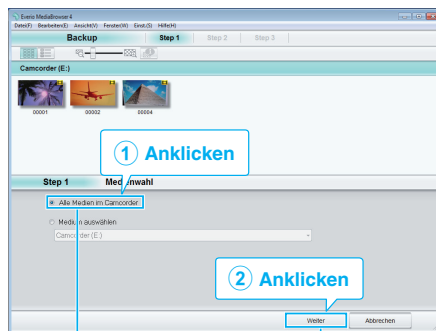 Everio MediaBrowser 4
Datei(F) Bearbeiten(E) Ansicht(V) Fenster(W) Einst.(S) Hilfe(H)
Backup Step 1 Step 2 Step 3
Camcorder (E:)
00001 00002 00004
1 Anklicken
Step 1 Medienwahl
Alle Medien im Camcorder
Medium auswählen
Camcorder (E:)
2 Anklicken
Weiter Abbrechen